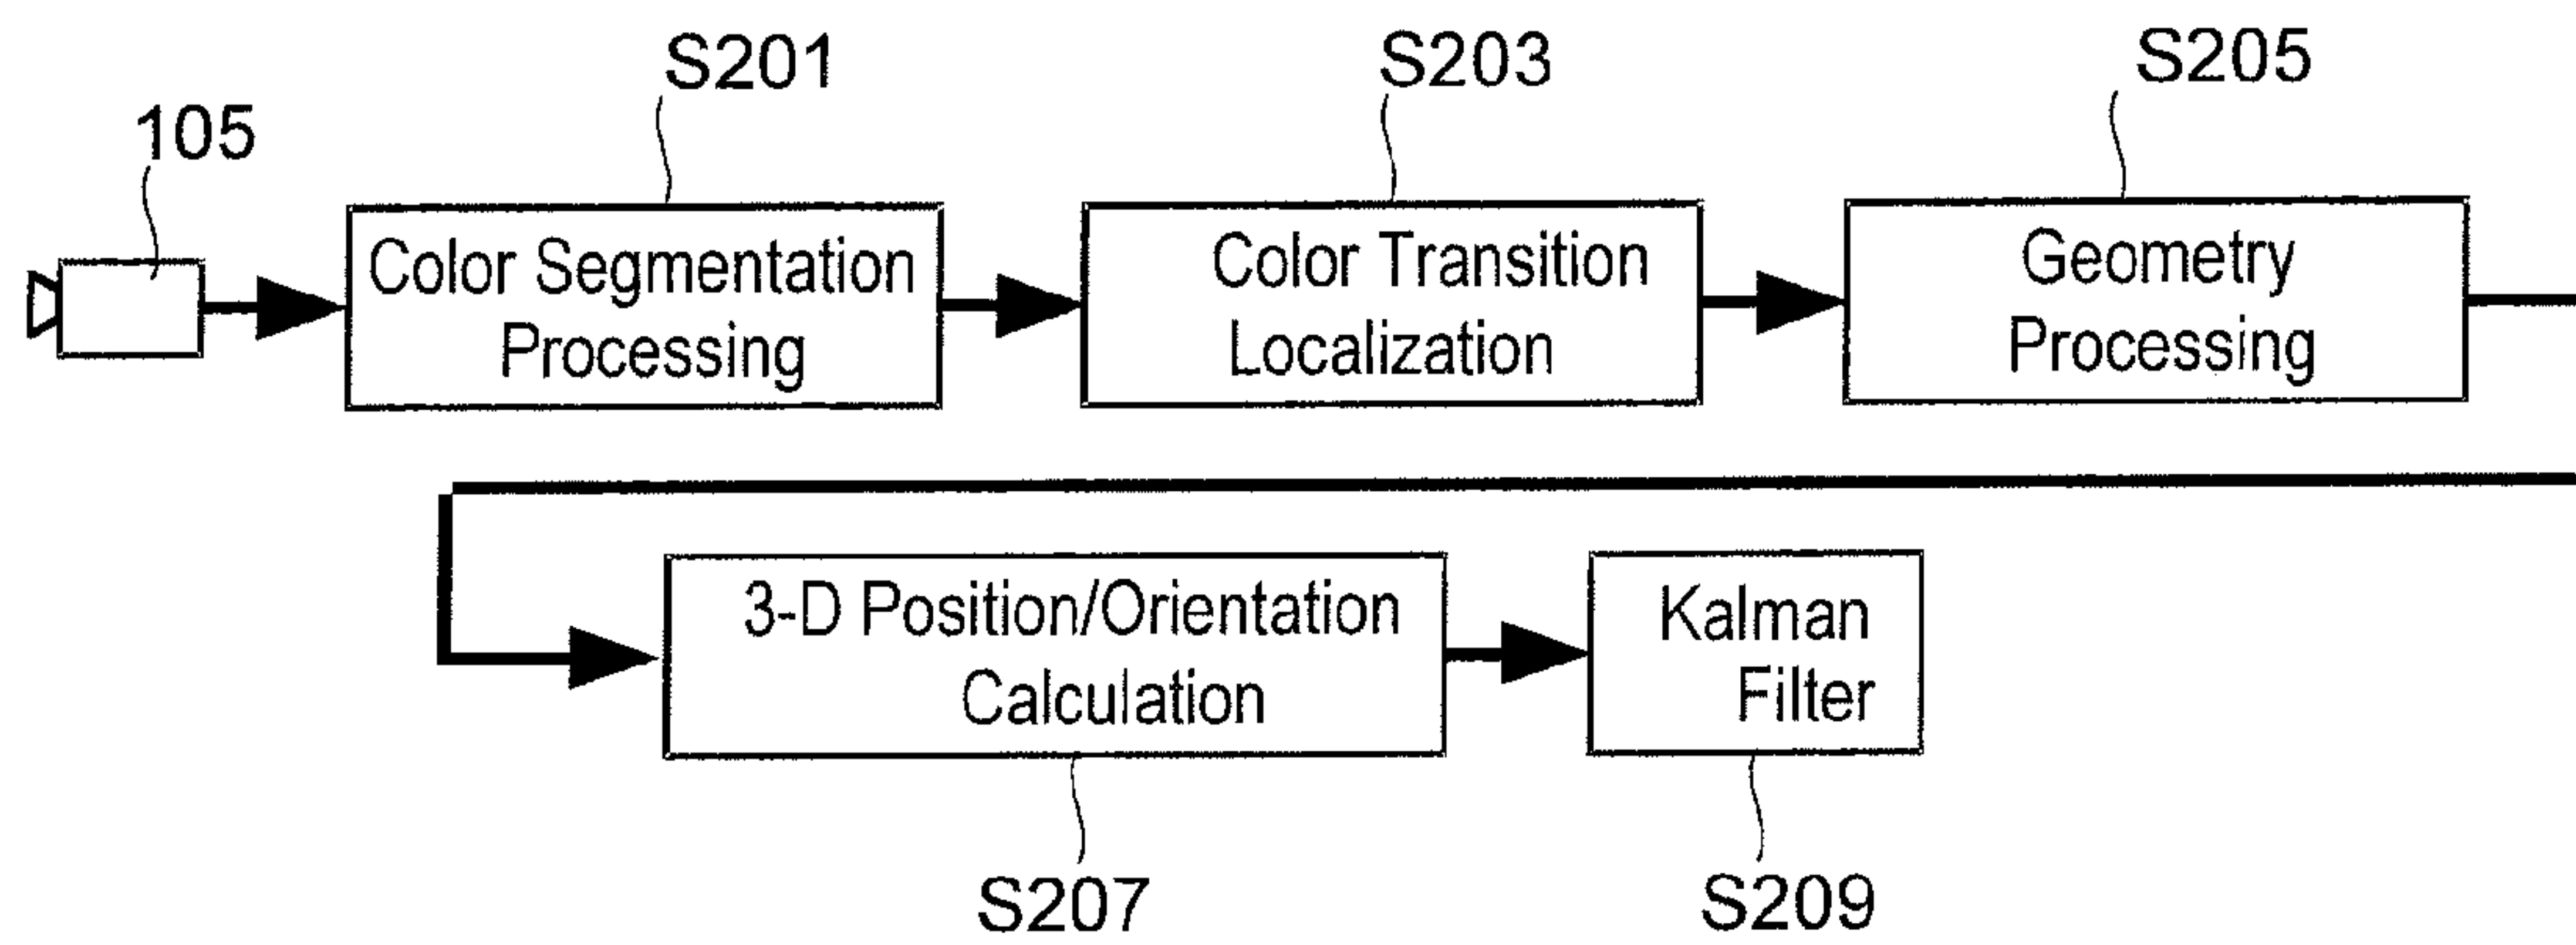 105
S201
S203
S205
Color Segmentation
Processing
Color Transition
Localization
Geometry
Processing
3-D Position/Orientation
Calculation
Kalman
Filter
S207
S209